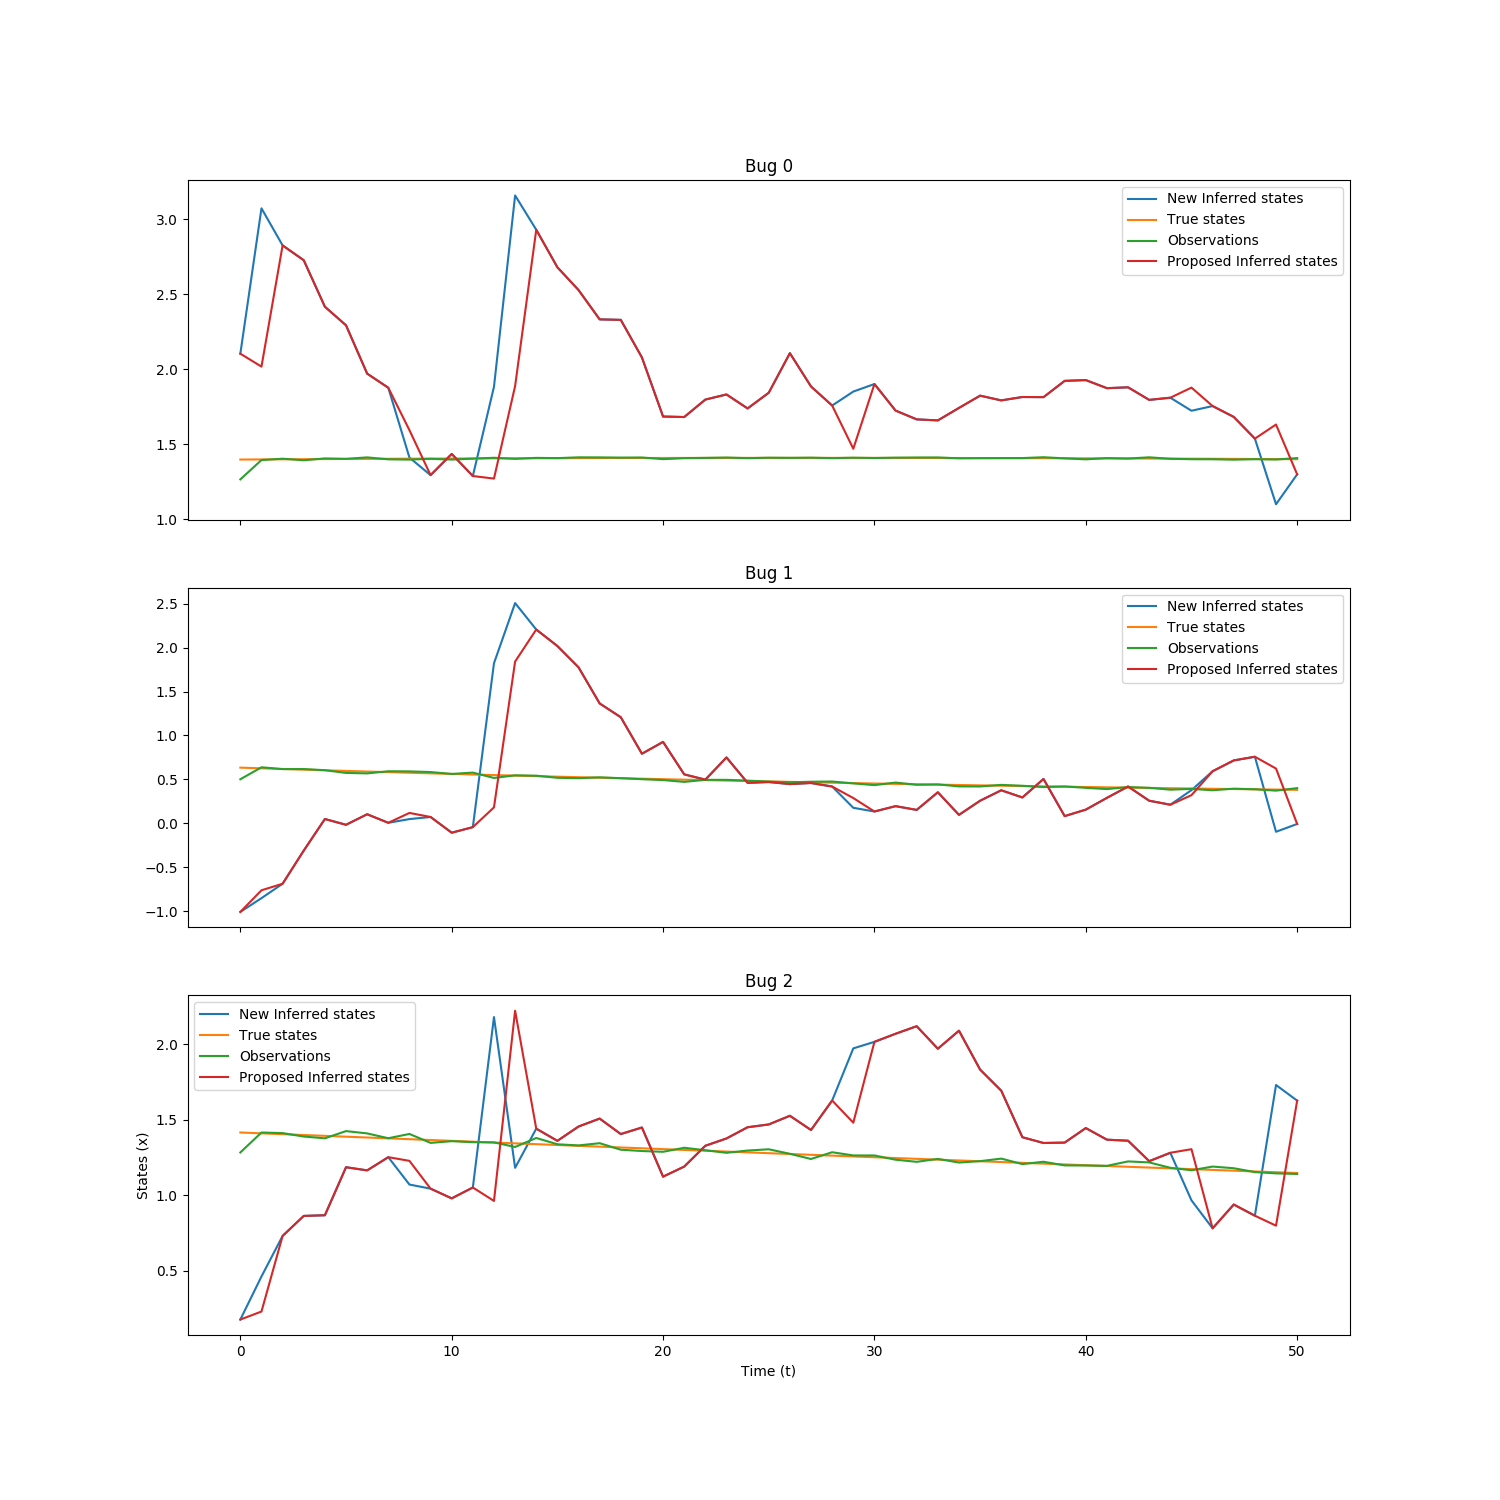 Bug 0
3.0
2.5
2.0
1.5
1.0
New Inferred states
True states
Observations
Proposed Inferred states
Bug 1
2.5
2.0
1.5
1.0
0.5
0.0
−0.5
−1.0
New Inferred states
True states
Observations
Proposed Inferred states
Bug 2
New Inferred states
True states
Observations
Proposed Inferred states
2.0
1.5
1.0
0.5
States (x)
0 10 20 30 40 50
Time (t)